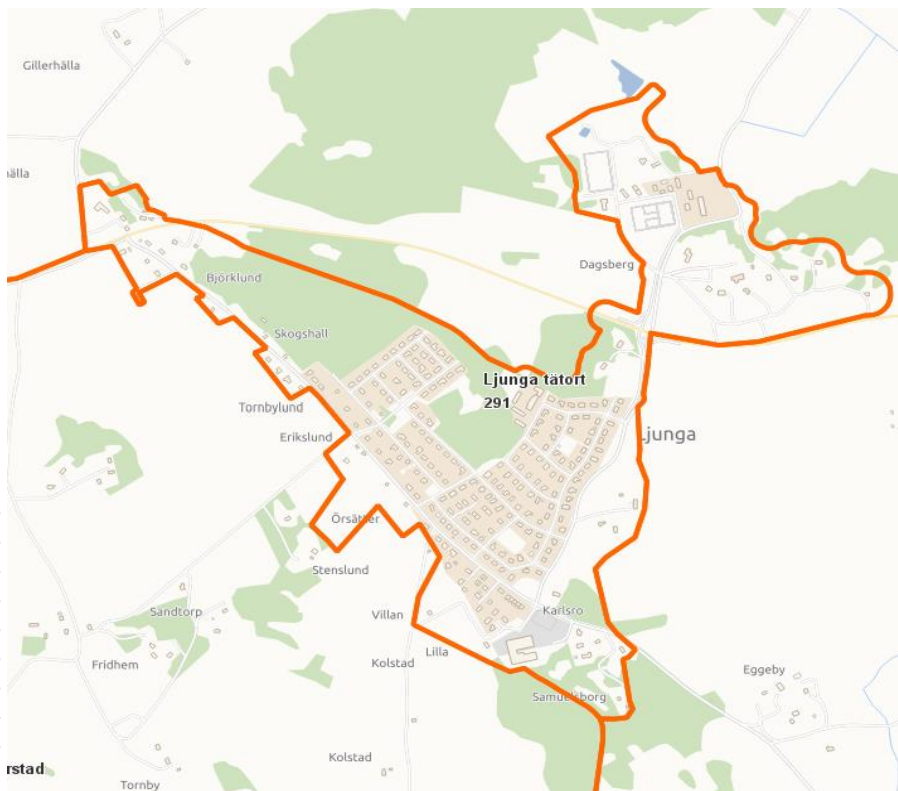 Gillerhälla
hälla
Björklund
Dagsberg
Skogshall
Ljunga tätort
291
Tornbylund
Erikslund
Ljunga
Örsätter
Stenslund
Sandtorp
Villan
Karlsro
Fridhem
Kolstad
Lilla
Eggeby
Samuelsborg
Kolstad
rstad
Tornby